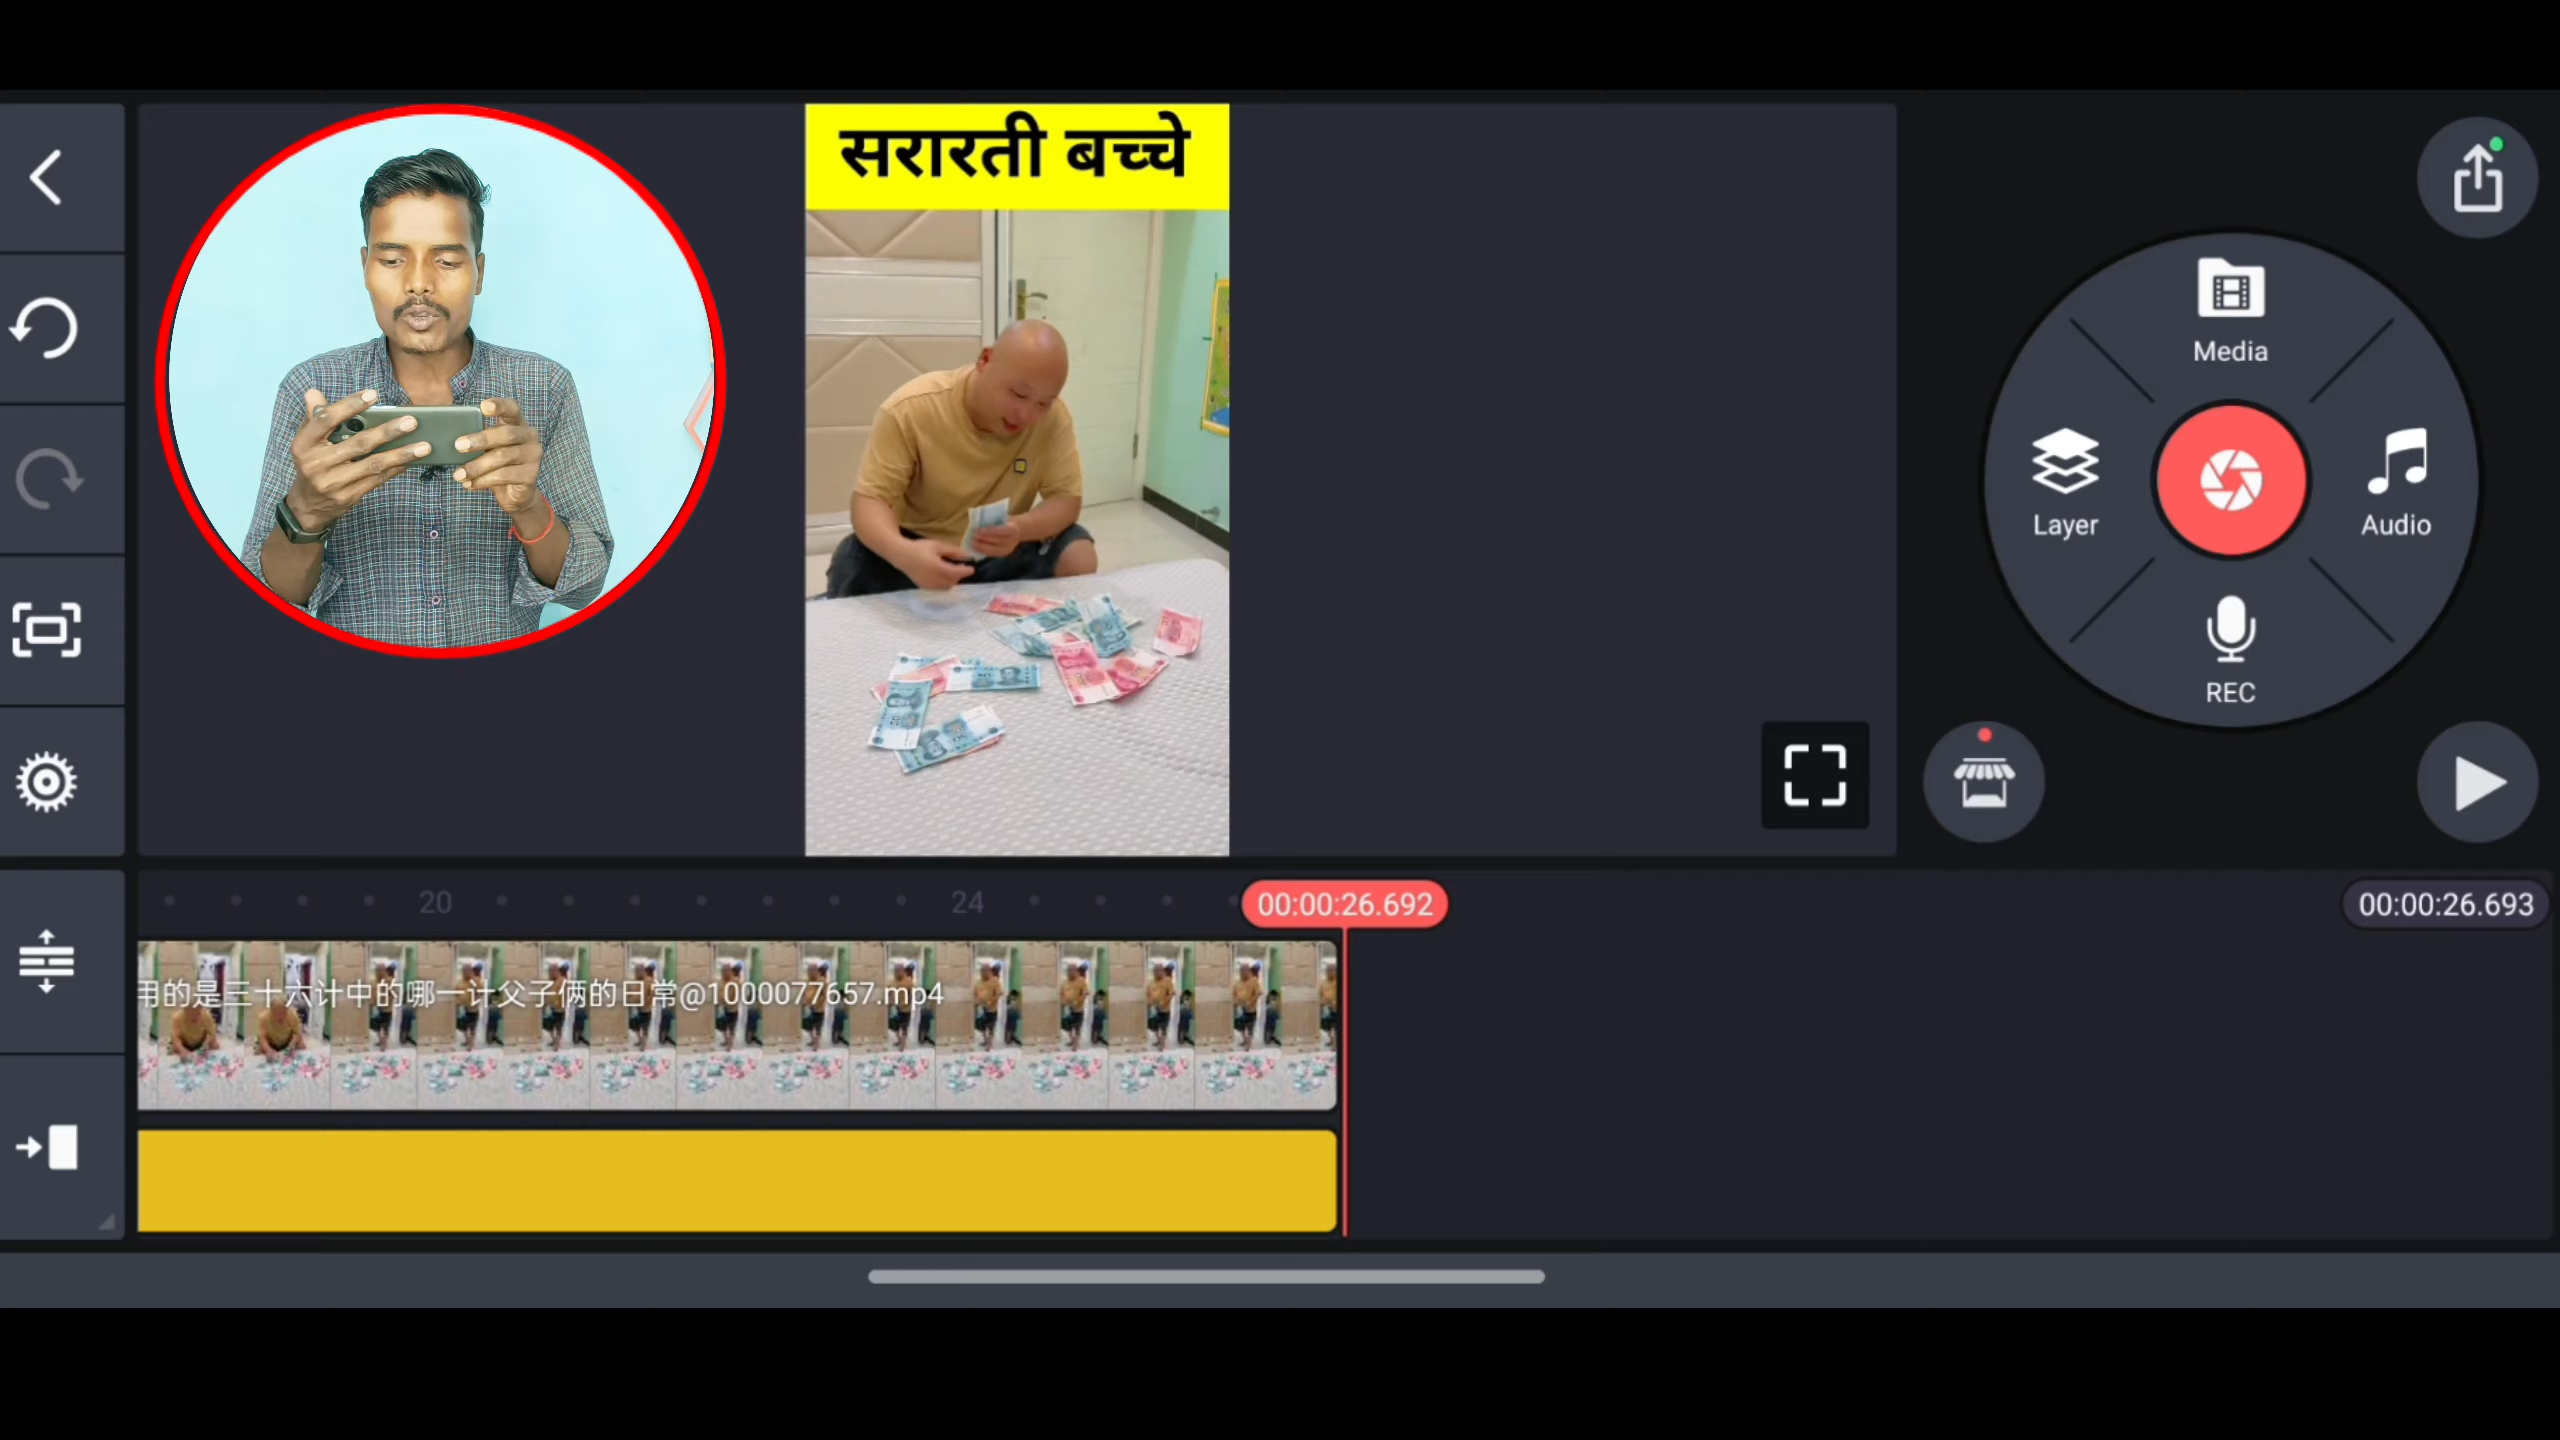 सरारती बच्चे
Media
Layer
Audio
REC
20
24
00:00:26.692
00:00:26.693
用的是三十六计中的哪一计父子俩的日常@1000077657.mp4